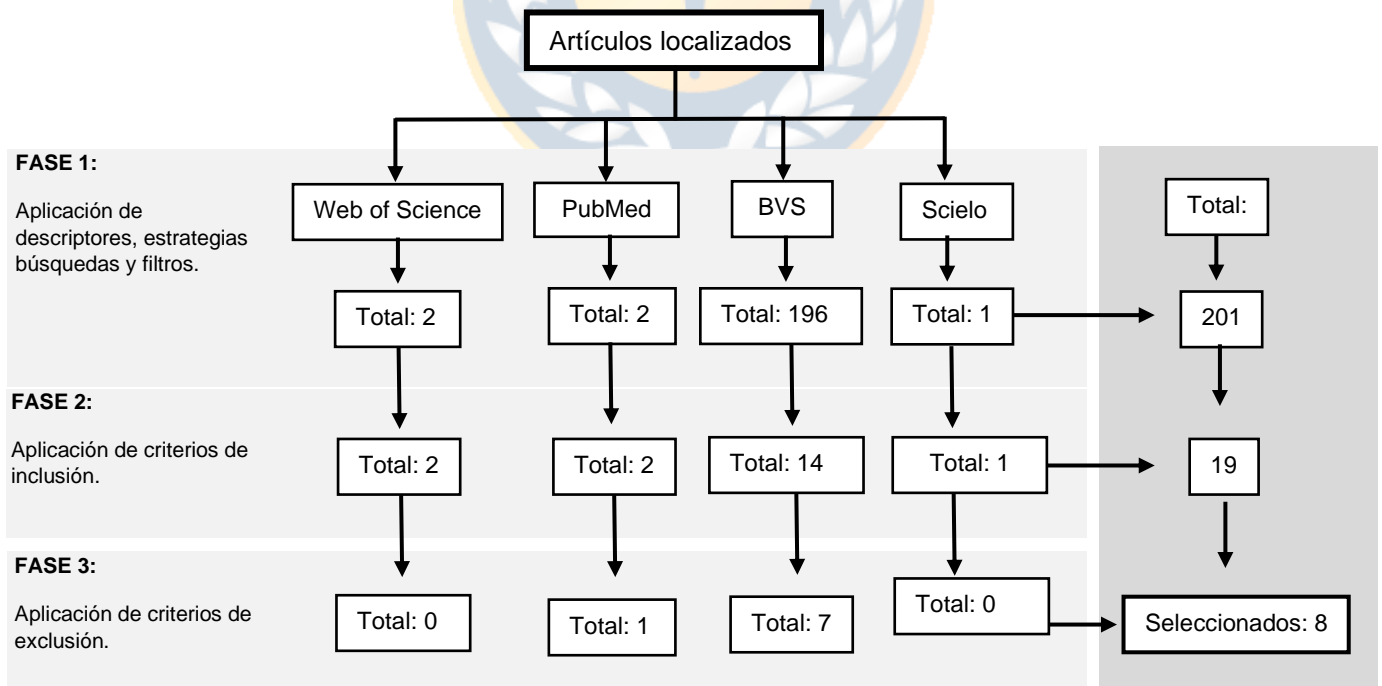 Artículos localizados
FASE 1:
Aplicación de
descriptores, estrategias
búsquedas y filtros.
Web of Science
PubMed
BVS
Scielo
Total:
Total: 2
Total: 2
Total: 196
Total: 1
201
FASE 2:
Aplicación de criterios de
inclusión.
Total: 2
Total: 2
Total: 14
Total: 1
19
FASE 3:
Aplicación de criterios de
exclusión.
Total: 0
Total: 1
Total: 7
Total: 0
Seleccionados: 8